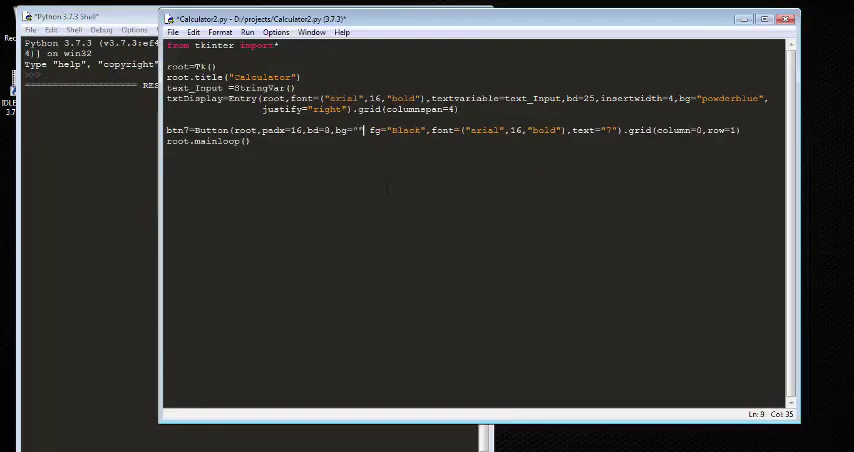 *Python 3.7.3 Shell*
File Edit Shell Debug Options
Python 3.7.3 (v3.7.3:ef4
4)] on win32
Type "help", "copyright"
>>>
===================== RES
Rec
IDLE
3.7
*Calculator2.py - D:/projects/Calculator2.py (3.7.3)*
File Edit Format Run Options Window Help
from tkinter import*
root=Tk()
root.title("Calculator")
text_Input =StringVar()
txtDisplay=Entry(root,font=("arial",16,"bold"),textvariable=text_Input,bd=25,insertwidth=4,bg="powderblue",
justify="right").grid(columnspan=4)
btn7=Button(root,padx=16,bd=8,bg="" fg="Black",font=("arial",16,"bold"),text="7").grid(column=0,row=1)
root.mainloop()
Ln: 9 Col: 35